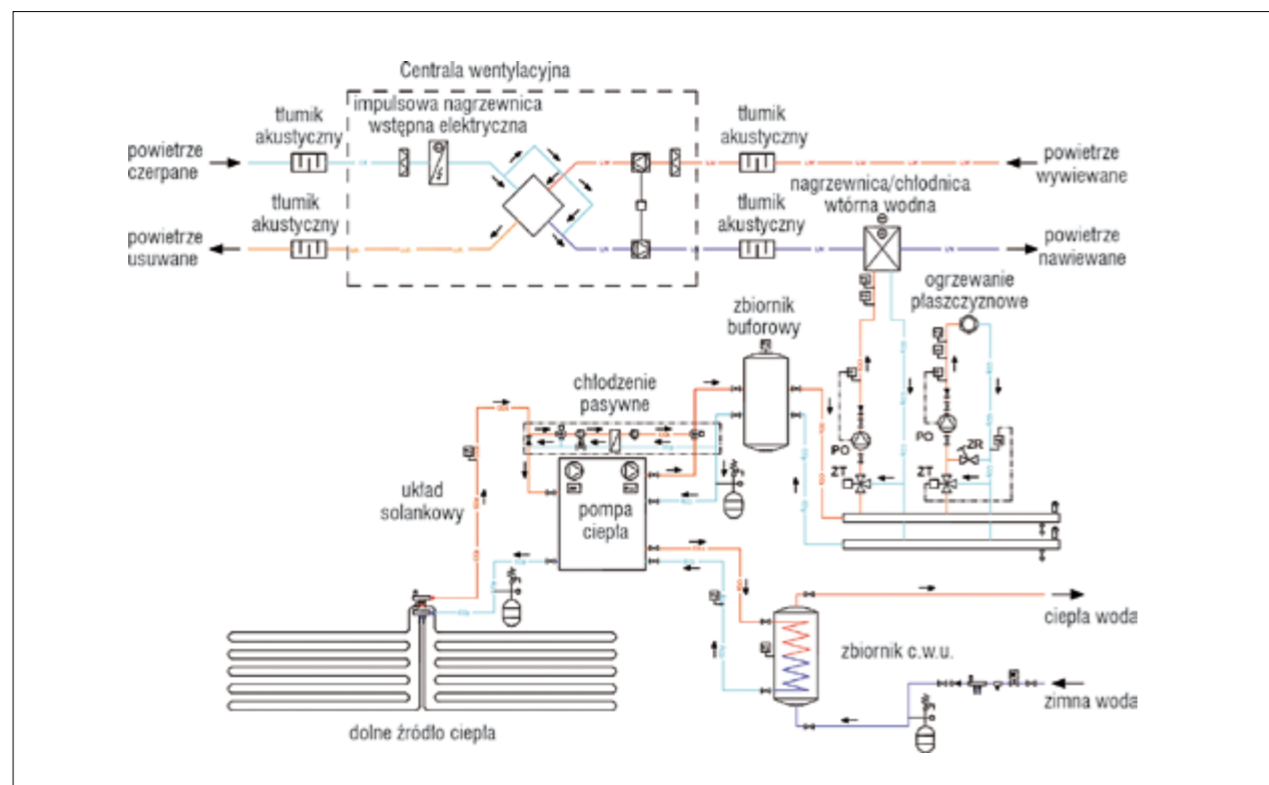 Centrala wentylacyjna
impulsowa nagrzewnica
wstępna elektryczna
tłumik
akustyczny
tłumik
akustyczny
powietrze
czerpane
powietrze
wywiewane
nagrzewnica/chłodnica
wtórna wodna
tłumik
akustyczny
tłumik
akustyczny
powietrze
usuwane
powietrze
nawiewane
ogrzewanie
płaszczyznowe
zbiornik
buforowy
chłodzenie
pasywne
PO
PO
ZR
ZT
ZT
układ
solankowy
pompa
ciepła
ciepła woda
zbiornik c.w.u.
zimna woda
dolne źródło ciepła